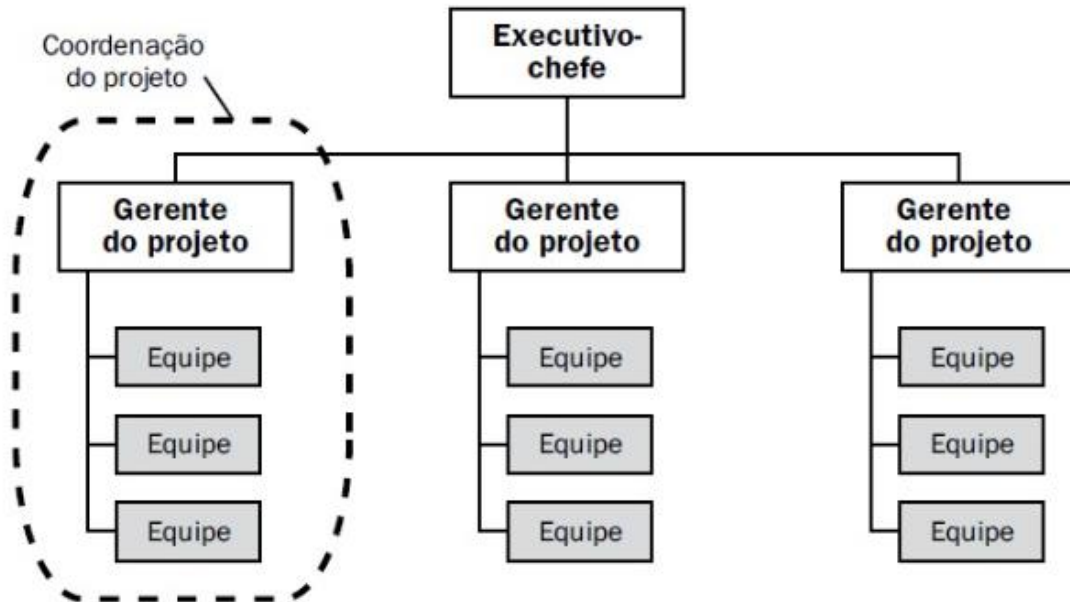 Coordenação
do projeto
Executivo-
chefe
Gerente
do projeto
Gerente
do projeto
Gerente
do projeto
Equipe
Equipe
Equipe
Equipe
Equipe
Equipe
Equipe
Equipe
Equipe